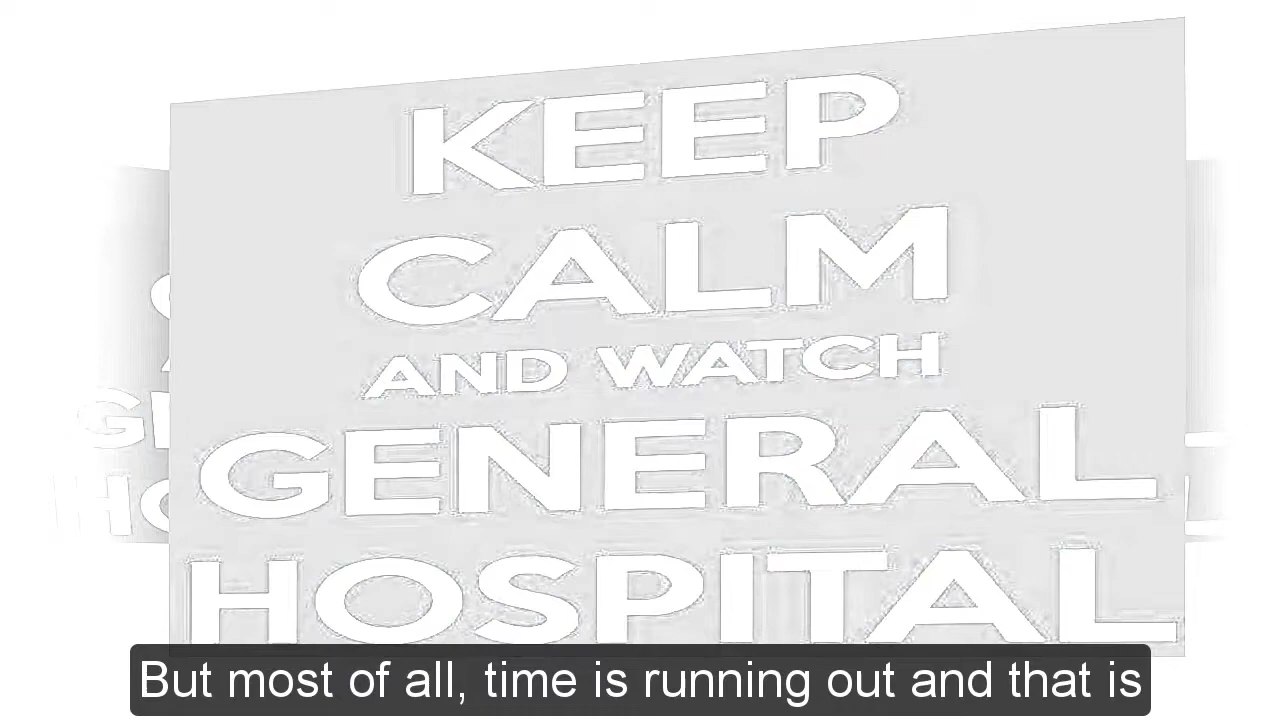 KEEP
CALM
AND WATCH
GENERAL
HOSPITAL
But most of all, time is running out and that is